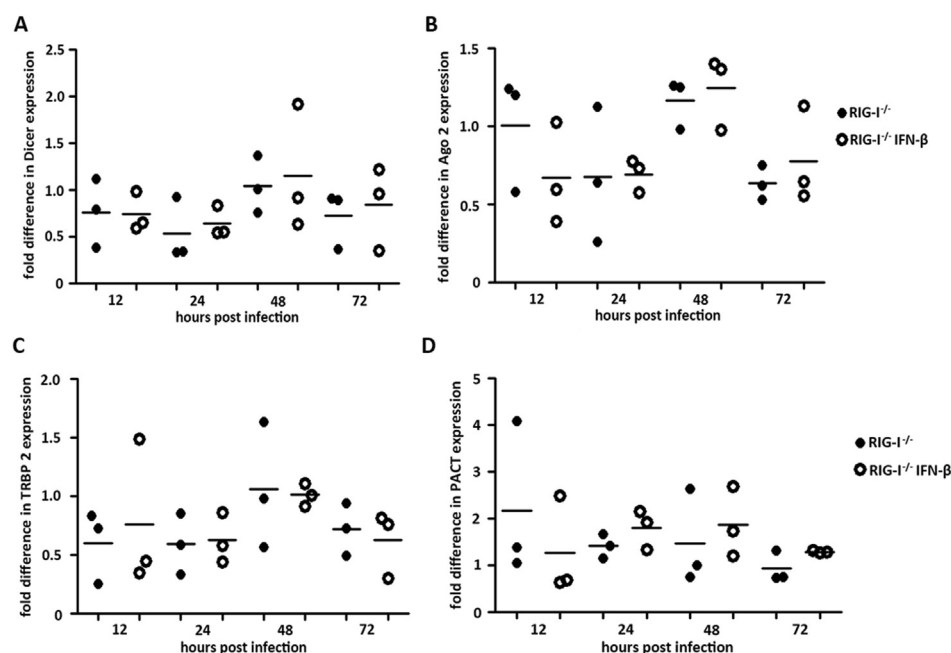 A
fold difference in Dicer expression
2.5
2.0
1.5
1.0
0.5
0
12 24 48 72
hours post infection
B
fold difference in Ago 2 expression
1.5
1.0
0.5
0
12 24 48 72
hours post infection
RIG-I-/-
RIG-I-/- IFN-β
C
fold difference in TRBP 2 expression
2.0
1.5
1.0
0.5
0
12 24 48 72
hours post infection
D
fold difference in PACT expression
5
4
3
2
1
0
12 24 48 72
hours post infection
RIG-I-/-
RIG-I-/- IFN-β